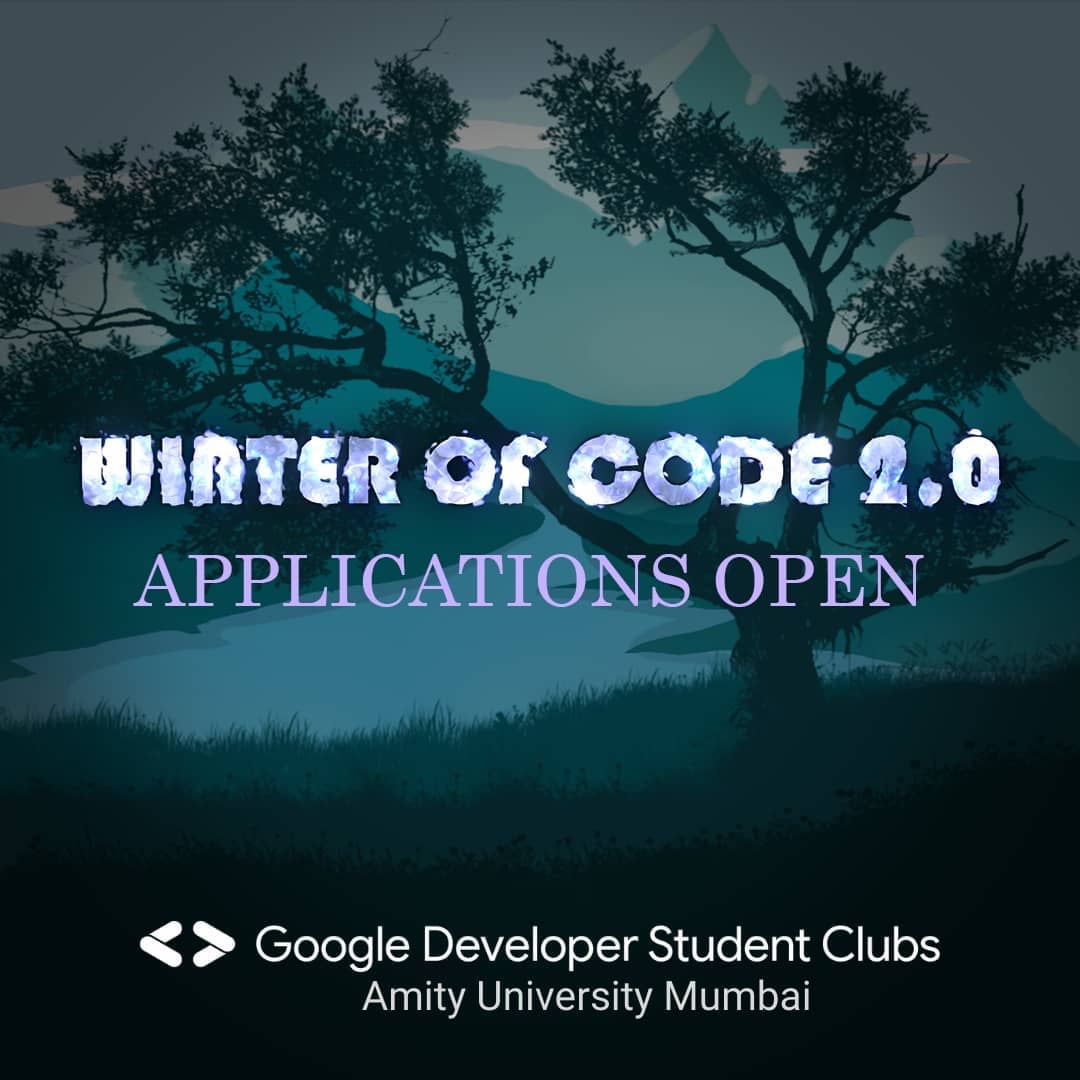 WINTER OF CODE 2.0
APPLICATIONS OPEN
Google Developer Student Clubs
Amity University Mumbai